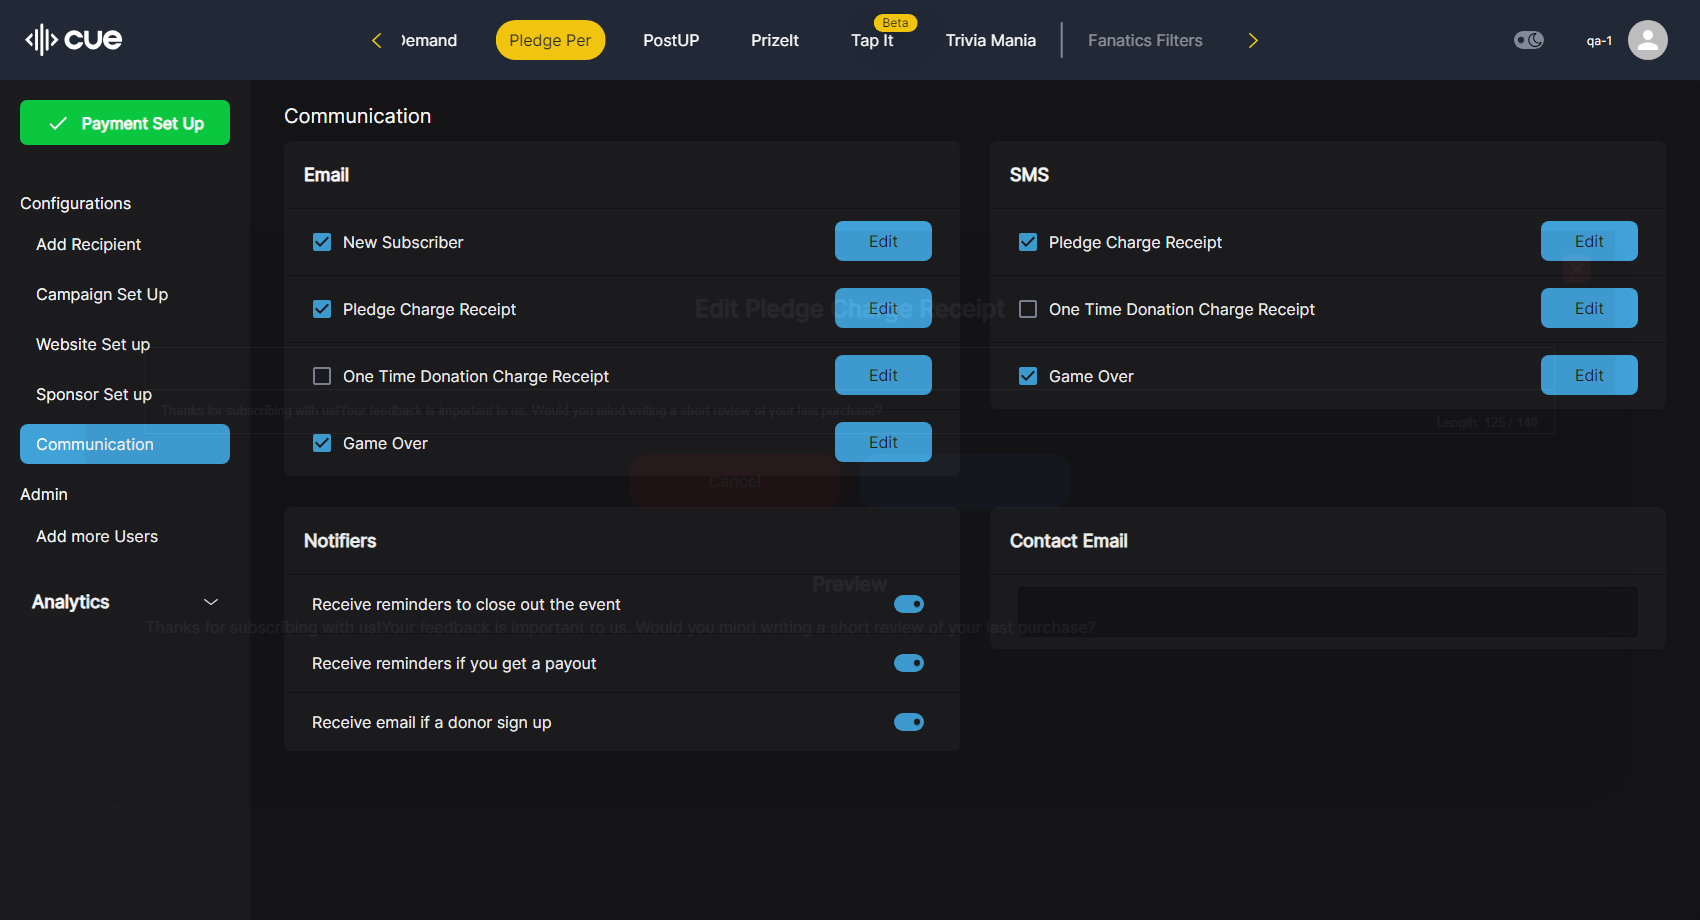 cue
Demand
Pledge Per
PostUP
PrizeIt
Beta
Tap It
Trivia Mania
Fanatics Filters
qa-1
Payment Set Up
Configurations
Add Recipient
Campaign Set Up
Website Set up
Sponsor Set up
Communication
Admin
Add more Users
Analytics
Communication
Email
New Subscriber
Edit
Pledge Charge Receipt
Edit
One Time Donation Charge Receipt
Edit
Game Over
Edit
SMS
Pledge Charge Receipt
Edit
One Time Donation Charge Receipt
Edit
Game Over
Edit
Edit Pledge Charge Receipt
Thanks for subscribing with us!Your feedback is important to us. Would you mind writing a short review of your last purchase?
Length: 125 / 140
Cancel
Notifiers
Receive reminders to close out the event
Receive reminders if you get a payout
Receive email if a donor sign up
Contact Email
Preview
Thanks for subscribing with us!Your feedback is important to us. Would you mind writing a short review of your last purchase?